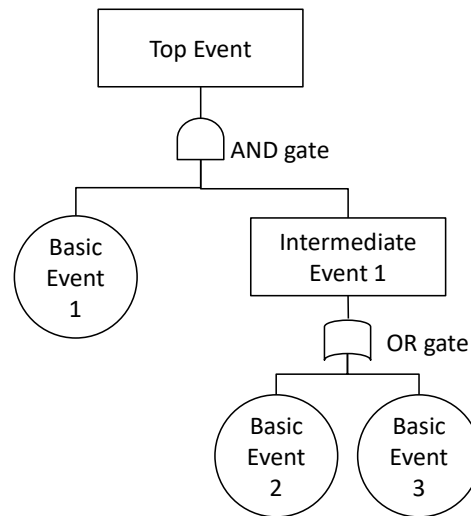 Top Event
AND gate
Basic
Event
1
Intermediate
Event 1
OR gate
Basic
Event
2
Basic
Event
3